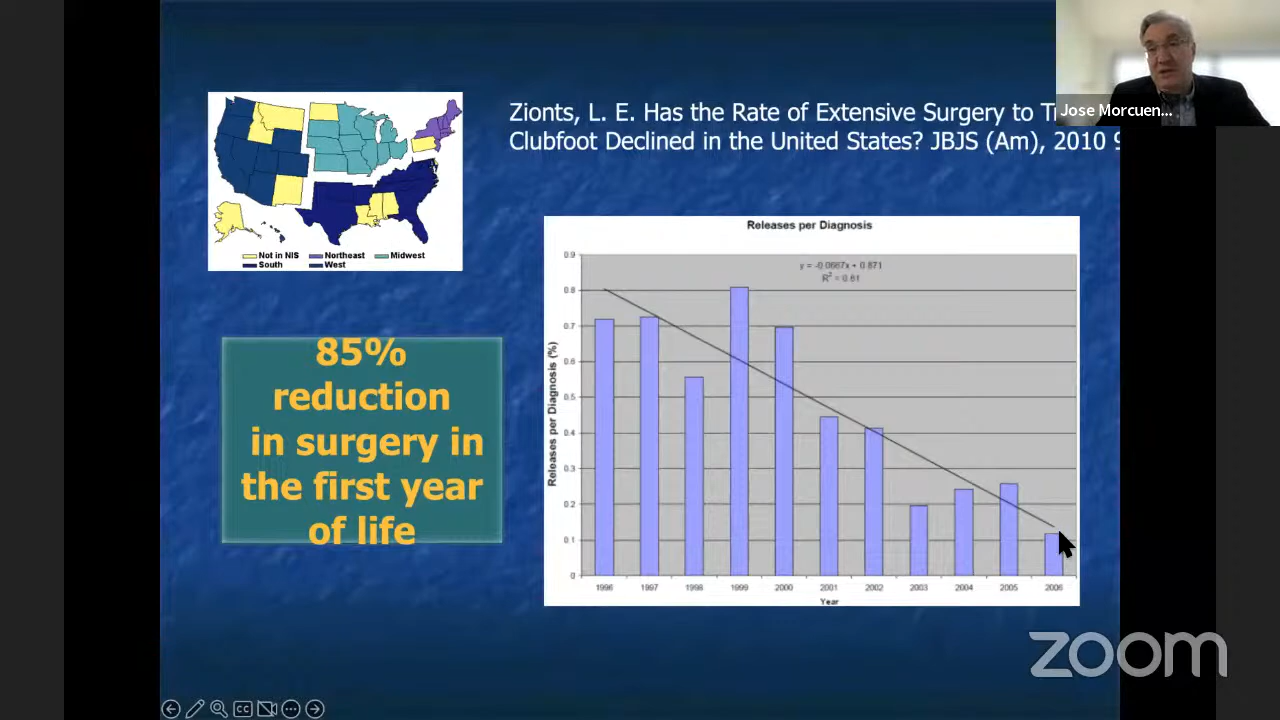 Jose Morcuen...
Zionts, L. E. Has the Rate of Extensive Surgery to T
Clubfoot Declined in the United States? JBJS (Am), 2010
Not in NIS Northeast Midwest
South West
85%
reduction
in surgery in
the first year
of life
Releases per Diagnosis
y = -0.0667x + 0.871
R² = 0.61
Releases per Diagnosis (%)
0.9
0.8
0.7
0.6
0.5
0.4
0.3
0.2
0.1
0
1996 1997 1998 1999 2000 2001 2002 2003 2004 2005 2006
Year
zoom
CC